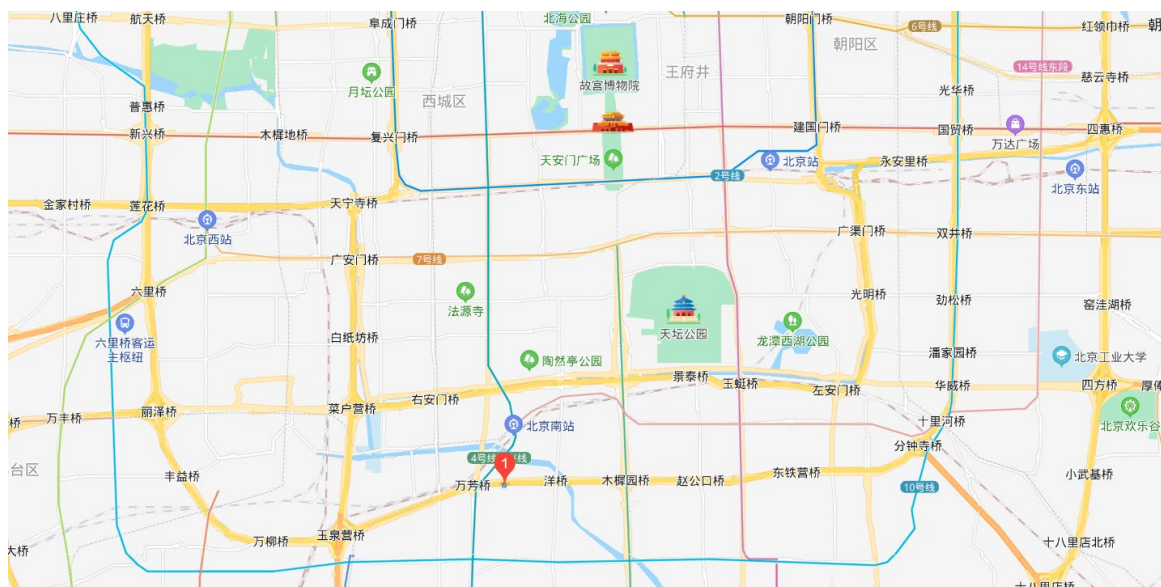 八里庄桥
航天桥
阜成门桥
北海公园
朝阳门桥
6号线
红领巾桥
朝
朝阳区
王府井
14号线东段
慈云寺桥
故宫博物院
月坛公园
西城区
光华桥
普惠桥
新兴桥
木樨地桥
复兴门桥
建国门桥
国贸桥
万达广场
四惠桥
天安门广场
北京站
永安里桥
2号线
北京东站
金家村桥
莲花桥
天宁寺桥
北京西站
广渠门桥
双井桥
广安门桥
7号线
六里桥
法源寺
光明桥
劲松桥
窑洼湖桥
六里桥客运
主枢纽
白纸坊桥
天坛公园
龙潭西湖公园
陶然亭公园
潘家园桥
北京工业大学
景泰桥
玉蜓桥
左安门桥
华威桥
四方桥
厚俸
桥
万丰桥
丽泽桥
菜户营桥
右安门桥
北京南站
十里河桥
北京欢乐谷
分钟寺桥
台区
4号线
线
1
丰益桥
万芳桥
洋桥
木樨园桥
赵公口桥
东铁营桥
小武基桥
10号线
大桥
万柳桥
玉泉营桥
十八里店北桥
十八里店桥